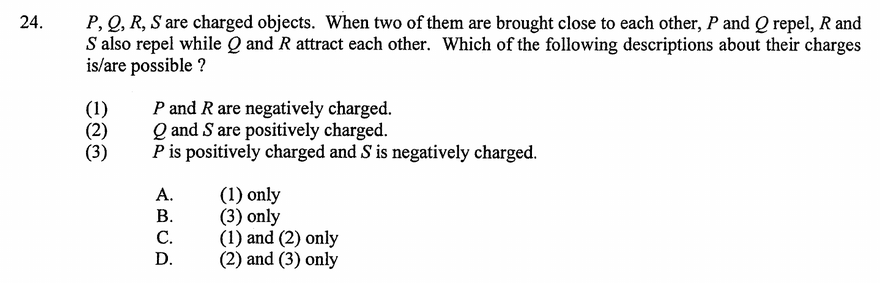 24. P, Q, R, S are charged objects. When two of them are brought close to each other, P and Q repel, R and
S also repel while Q and R attract each other. Which of the following descriptions about their charges
is/are possible ?
(1) P and R are negatively charged.
(2) Q and S are positively charged.
(3) P is positively charged and S is negatively charged.
A. (1) only
B. (3) only
C. (1) and (2) only
D. (2) and (3) only